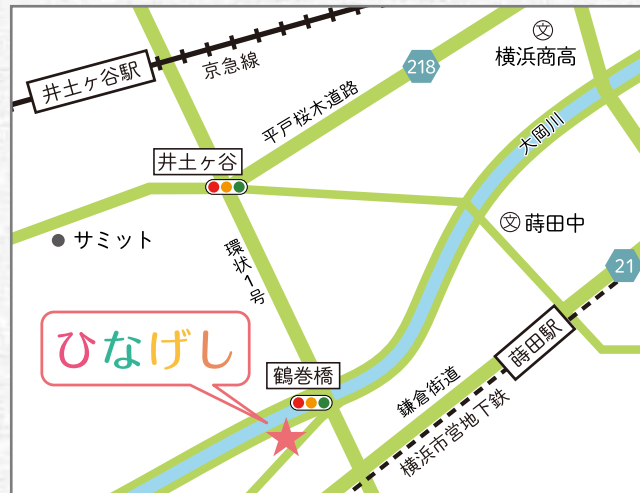 文
横浜商高
218
京急線
井土ヶ谷駅
平戸桜木道路
大岡川
井土ヶ谷
文 蒔田中
サミット
環状1号
21
ひなげし
蒔田駅
鶴巻橋
鎌倉街道
横浜市営地下鉄